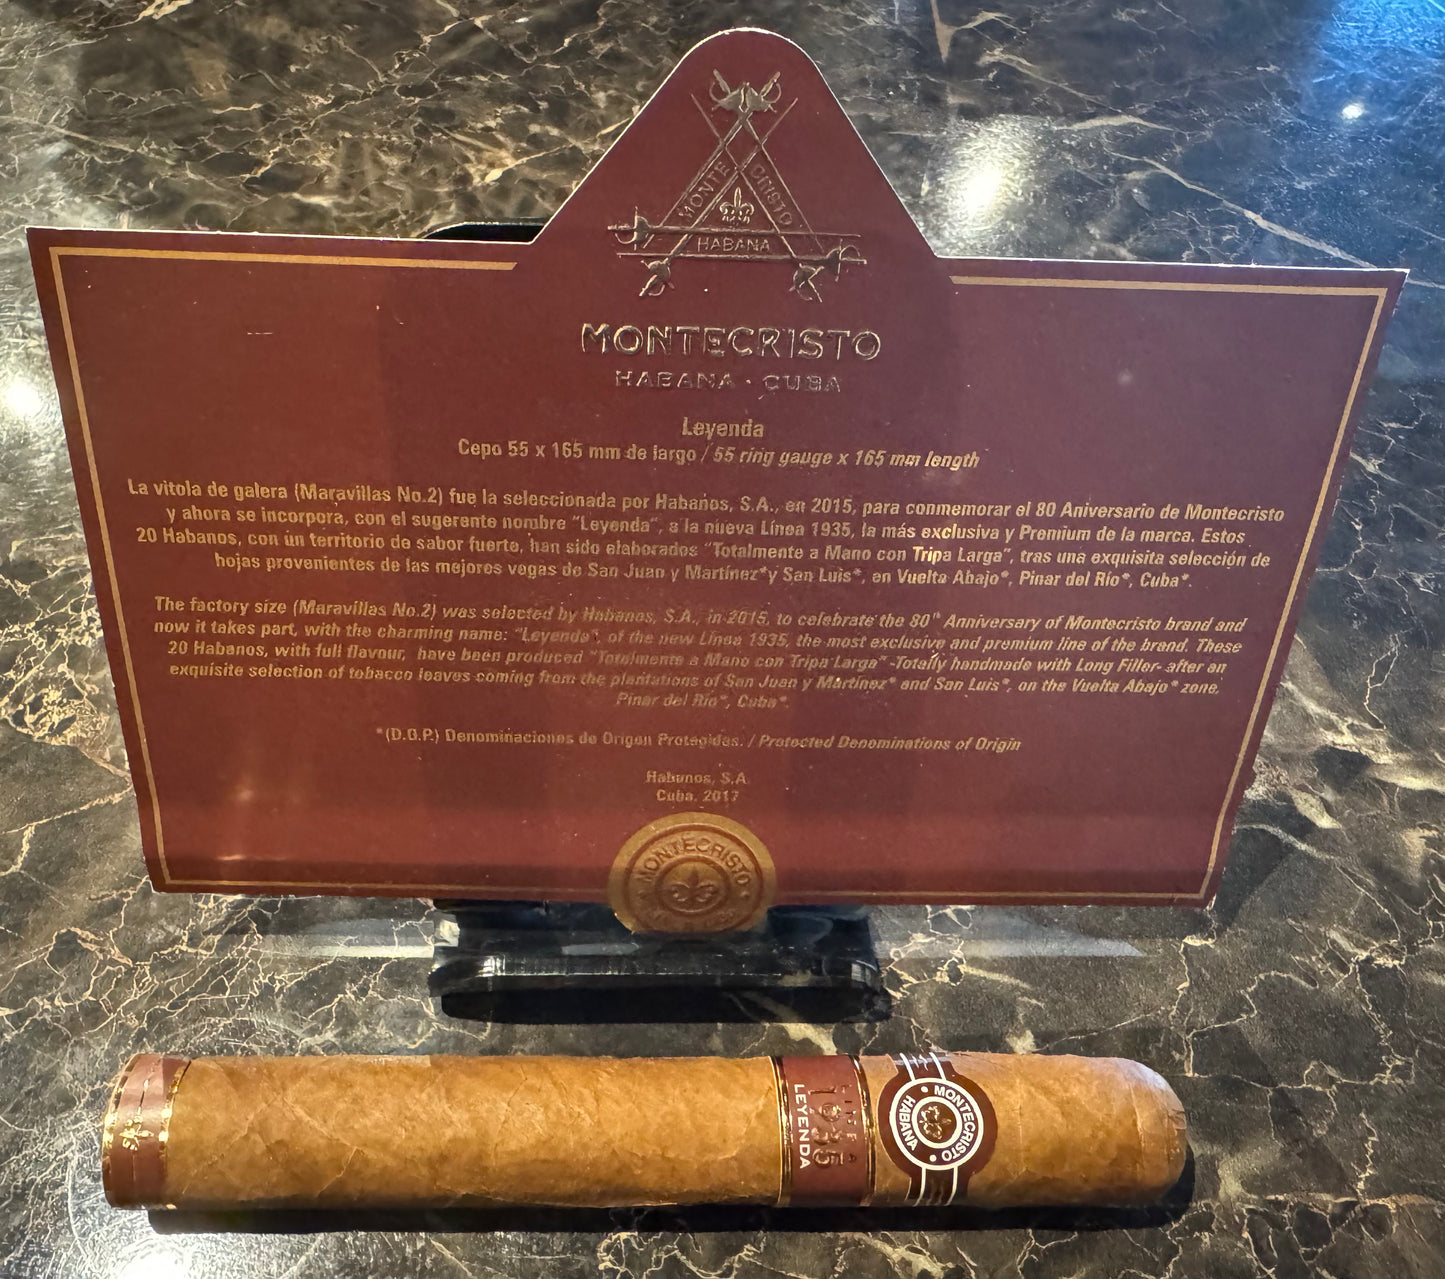 MONTE CRISTO
HABANA
MONTECRISTO
HABANA · CUBA
Leyenda
Cepo 55 x 165 mm de largo / 55 ring gauge x 165 mm length
La vitola de galera (Maravillas No.2) fue la seleccionada por Habanos, S.A., en 2015, para conmemorar el 80 Aniversario de Montecristo
y ahora se incorpora, con el sugerente nombre "Leyenda", a la nueva Línea 1935, la más exclusiva y Premium de la marca. Estos
20 Habanos, con un territorio de sabor fuerte, han sido elaborados "Totalmente a Mano con Tripa Larga", tras una exquisita selección de
hojas provenientes de las mejores vegas de San Juan y Martínez* y San Luis*, en Vuelta Abajo*, Pinar del Río*, Cuba*.
The factory size (Maravillas No.2) was selected by Habanos, S.A., in 2015, to celebrate the 80th Anniversary of Montecristo brand and
now it takes part, with the charming name: "Leyenda", of the new Línea 1935, the most exclusive and premium line of the brand. These
20 Habanos, with full flavour, have been produced "Totalmente a Mano con Tripa Larga" -Totally handmade with Long Filler- after an
exquisite selection of tobacco leaves coming from the plantations of San Juan y Martínez* and San Luis*, on the Vuelta Abajo* zone,
Pinar del Río*, Cuba*.
*(D.O.P.) Denominaciones de Origen Protegidas. / Protected Denominations of Origin
Habanos, S.A.
Cuba. 2017
MONTECRISTO
LINEA
1935
LEYENDA
MONTECRISTO
HABANA